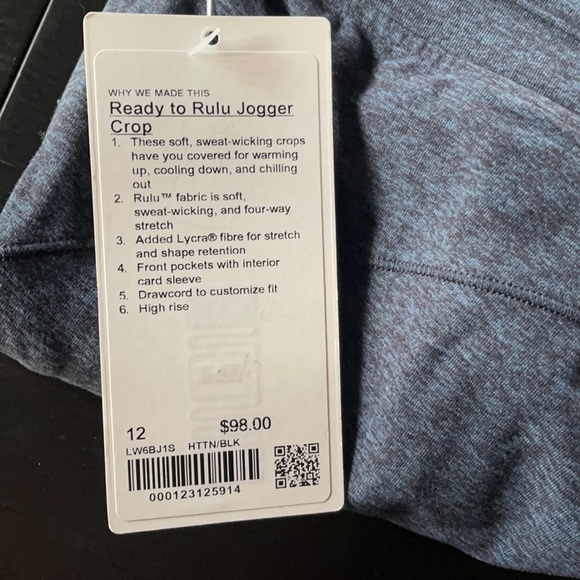 WHY WE MADE THIS
Ready to Rulu Jogger
Crop
1. These soft, sweat-wicking crops
have you covered for warming
up, cooling down, and chilling
out
2. Rulu™ fabric is soft,
sweat-wicking, and four-way
stretch
3. Added Lycra® fibre for stretch
and shape retention
4. Front pockets with interior
card sleeve
5. Drawcord to customize fit
6. High rise
12 $98.00
LW6BJ1S HTTN/BLK
000123125914